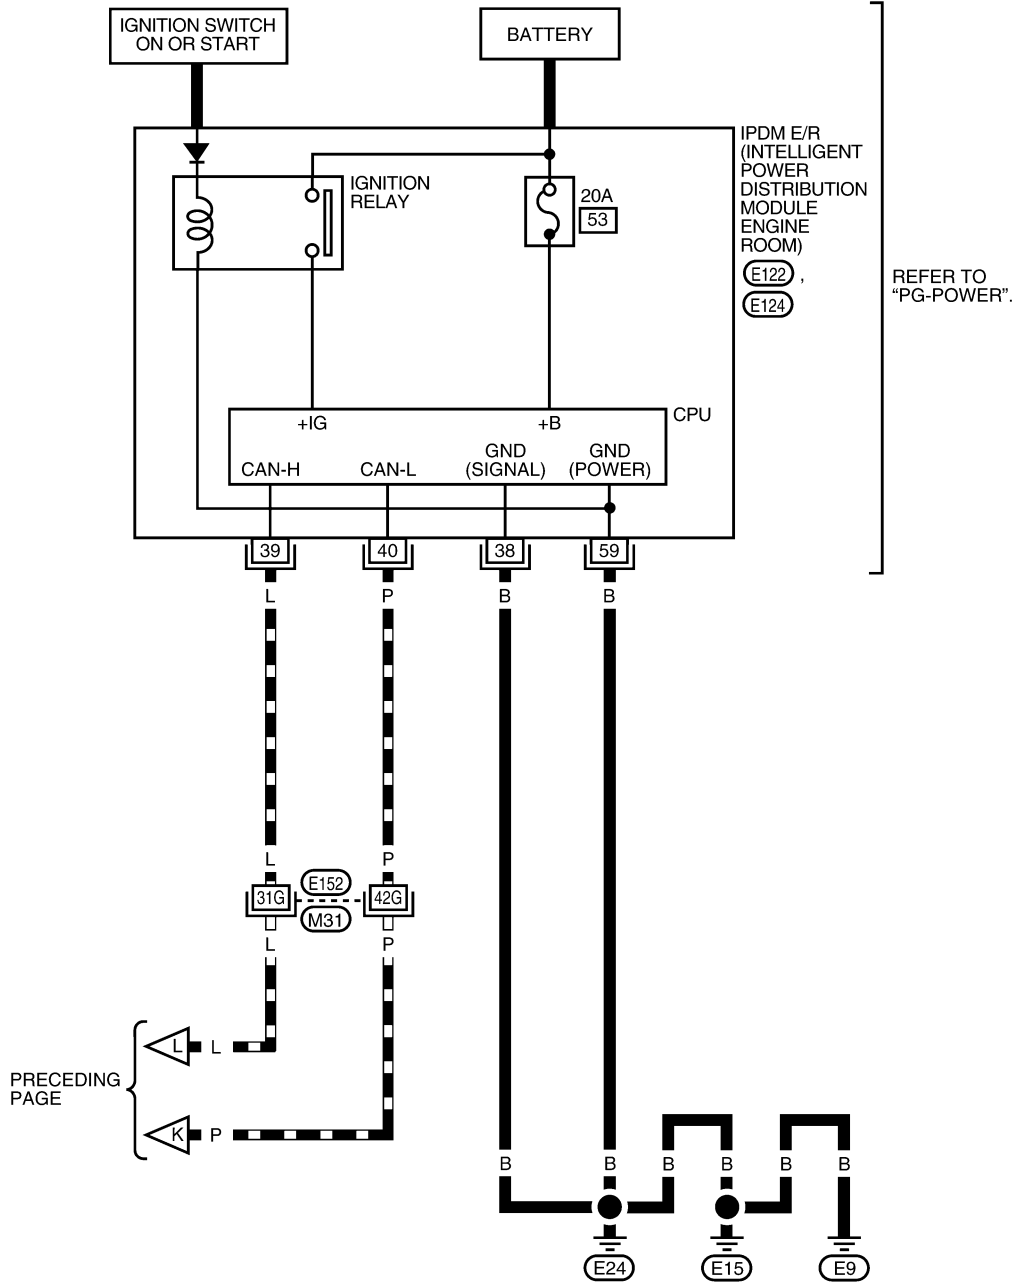 IGNITION SWITCH
ON OR START
BATTERY
IPDM E/R
(INTELLIGENT
POWER
DISTRIBUTION
MODULE
ENGINE
ROOM)
E122 ,
E124
REFER TO
“PG-POWER”.
IGNITION
RELAY
20A
53
CPU
+IG
+B
CAN-H
CAN-L
GND
(SIGNAL)
GND
(POWER)
39
40
38
59
L
P
B
B
L
P
31G
E152
M31
42G
L
P
L
L
PRECEDING
PAGE
K
P
B
B
B
B
B
B
E24
E15
E9